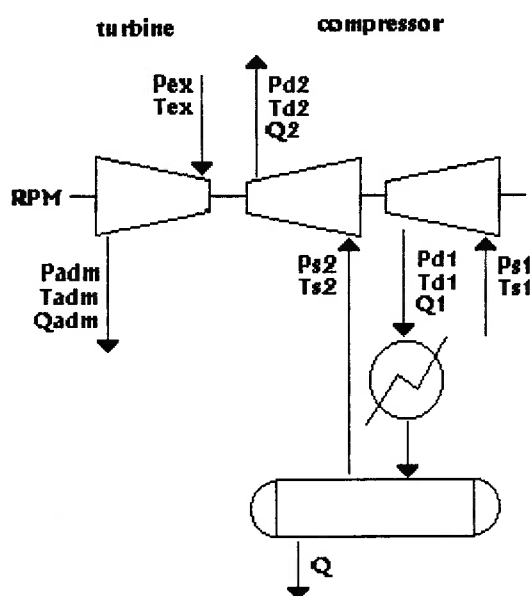 turbine
compressor
Pex
Tex
Pd2
Td2
Q2
RPM
Padm
Tadm
Qadm
Ps2
Ts2
Pd1
Td1
Q1
Ps1
Ts1
Q